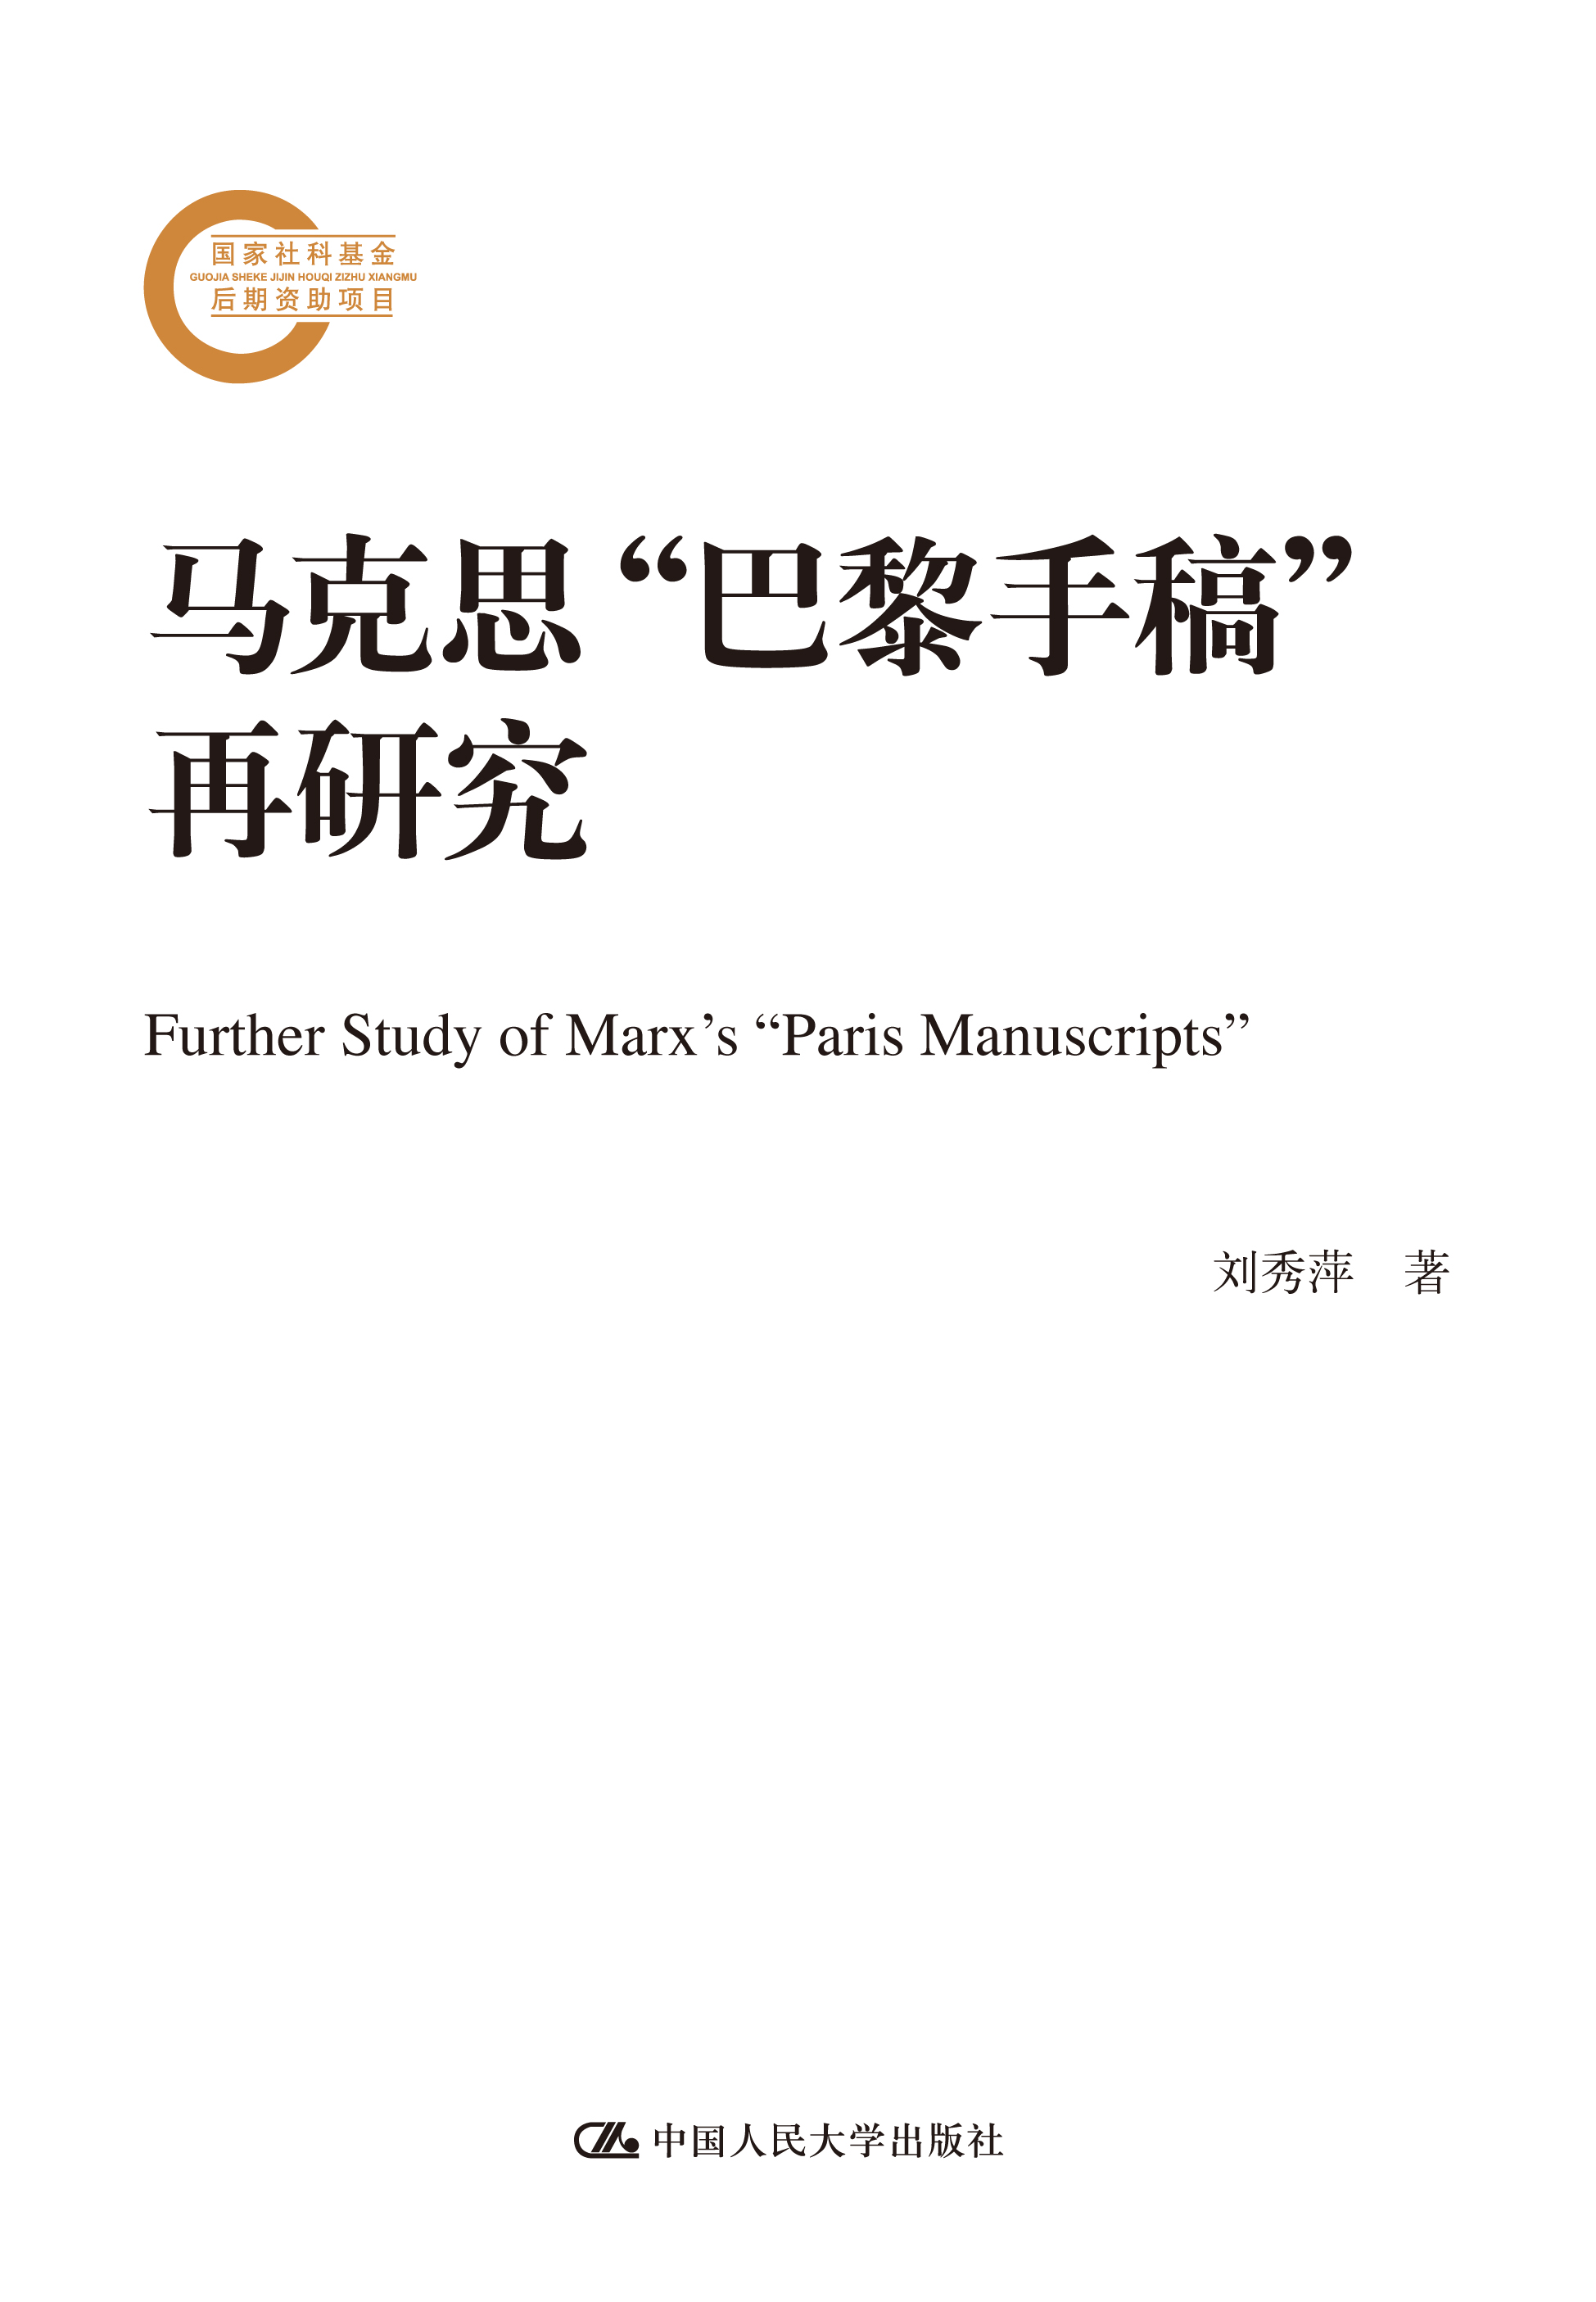 国家社科基金
GUOJIA SHEKE JIJIN HOUQI ZIZHU XIANGMU
后期资助项目
马克思“巴黎手稿”
再研究
Further Study of Marx’s “Paris Manuscripts”
刘秀萍 著
中国人民大学出版社